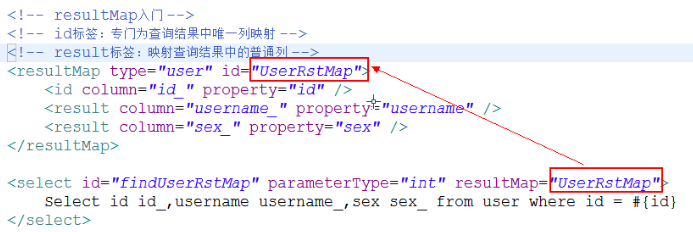 <!-- resultMap入门 -->
<!-- id标签：专门为查询结果中唯一列映射 -->
<!-- result标签：映射查询结果中的普通列 -->
<resultMap type="user" id="UserRstMap">
<id column="id_" property="id" />
<result column="username_" property="username" />
<result column="sex_" property="sex" />
</resultMap>
<select id="findUserRstMap" parameterType="int" resultMap="UserRstMap">
Select id id_,username username_,sex sex_ from user where id = #{id}
</select>